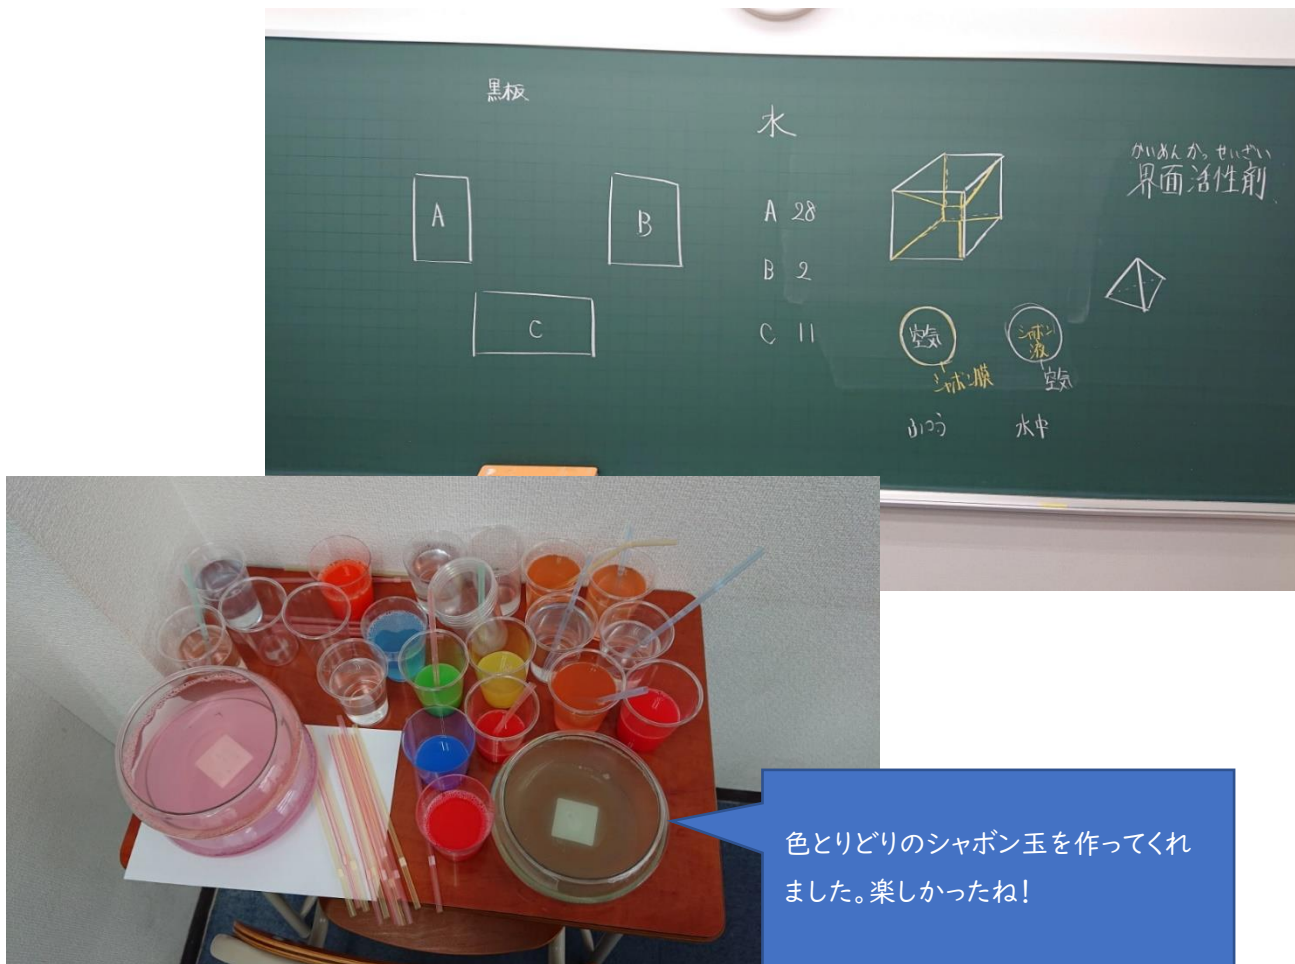 黒板
水
A
B
C
A 28
B 2
C 11
かいめんかっせいざい
界面活性剤
空気
シャボン膜
ふつう
シャボン
液
空気
水中
色とりどりのシャボン玉を作ってくれ
ました。楽しかったね!